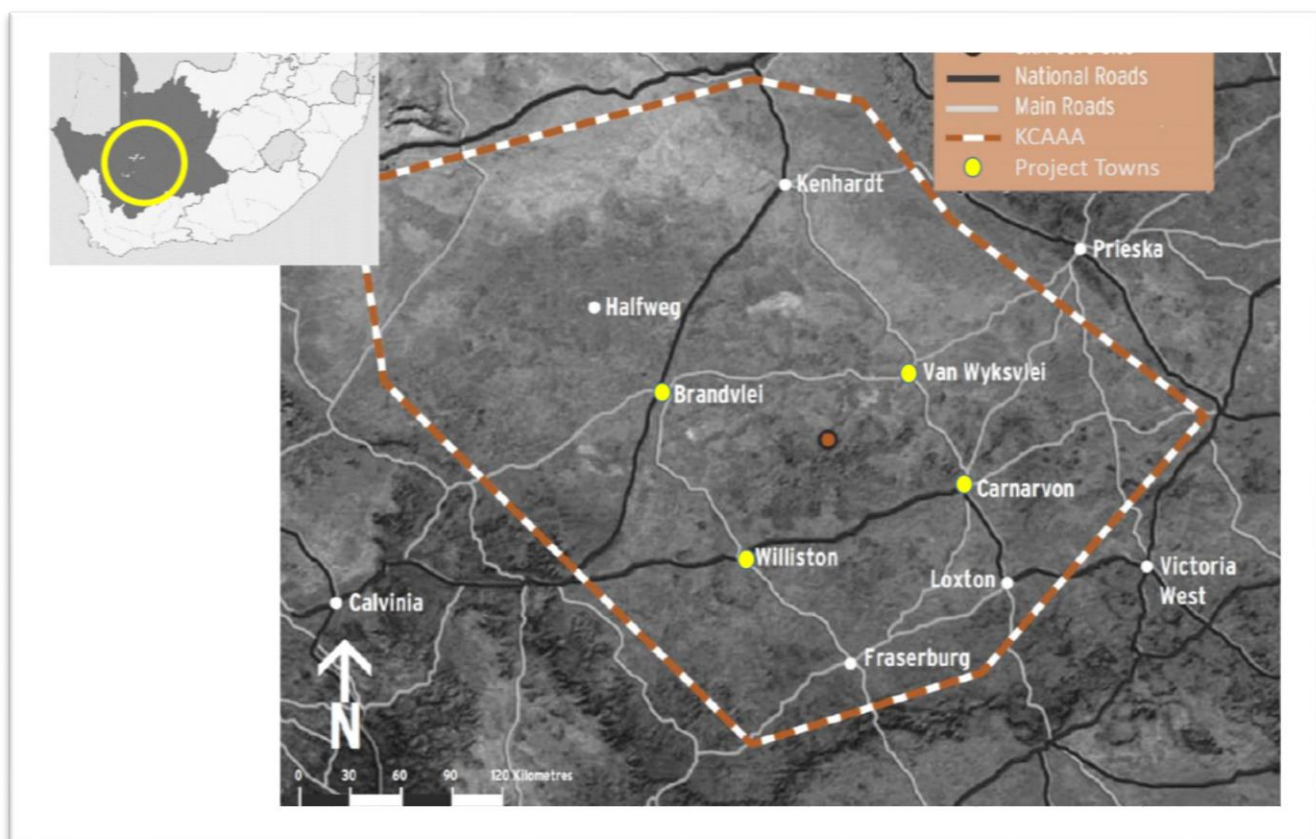 National Roads
Main Roads
KCAAA
Project Towns
Kenhardt
Prieska
Halfweg
Van Wyksvlei
Brandvlei
Carnarvon
Williston
Loxton
Victoria
West
Calvinia
Fraserburg
N
0 30 60 90 120 Kilometres